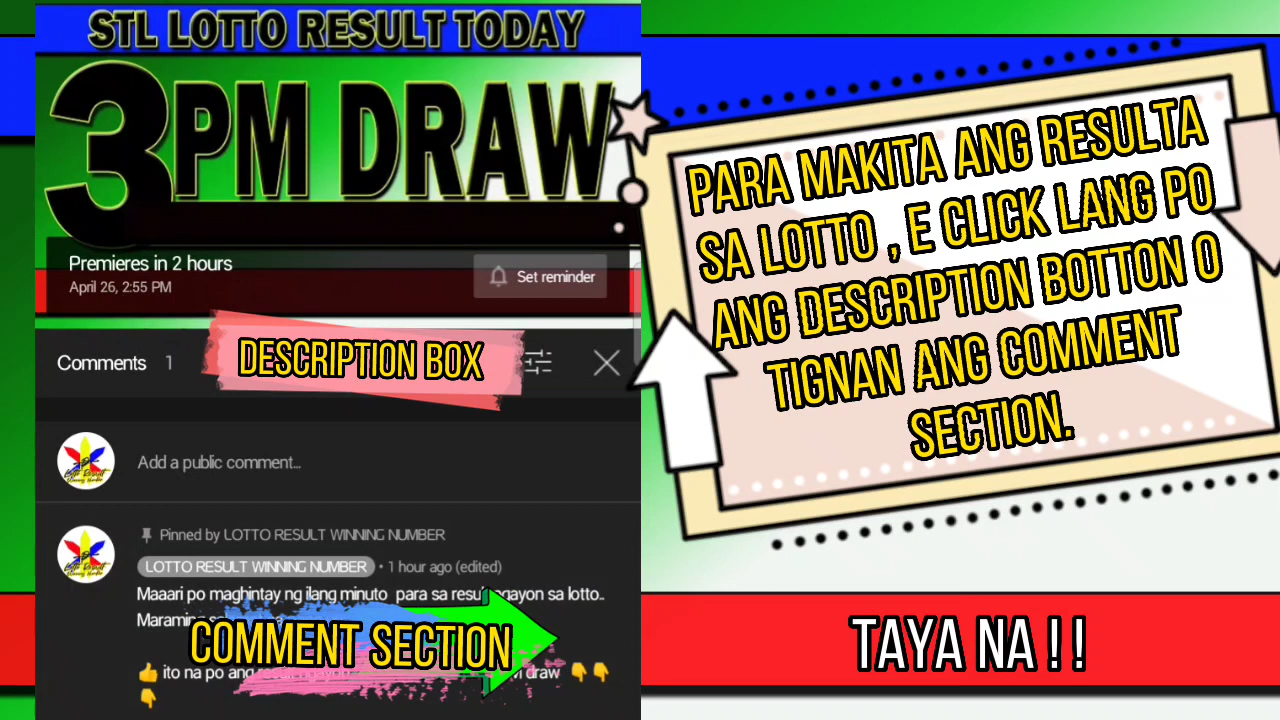 STL LOTTO RESULT TODAY
3PM DRAW
Premieres in 2 hours
April 26, 2:55 PM
Set reminder
Comments 1
DESCRIPTION BOX
Add a public comment...
Pinned by LOTTO RESULT WINNING NUMBER
LOTTO RESULT WINNING NUMBER • 1 hour ago (edited)
Maaari po maghintay ng ilang minuto para sa ngayon sa lotto..
COMMENT SECTION
👍 ito na po ang draw 👇👇
👇
PARA MAKITA ANG RESULTA
SA LOTTO , E CLICK LANG PO
ANG DESCRIPTION BOTTON O
TIGNAN ANG COMMENT
SECTION.
TAYA NA ! !